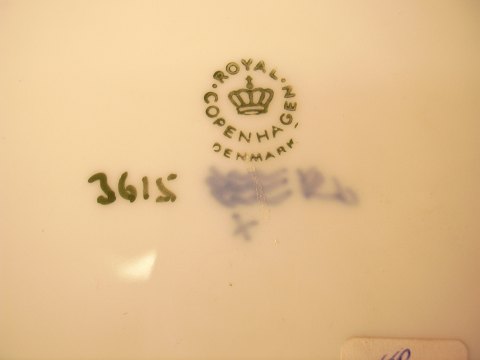 ROYAL
COPENHAGEN
DENMARK
3615